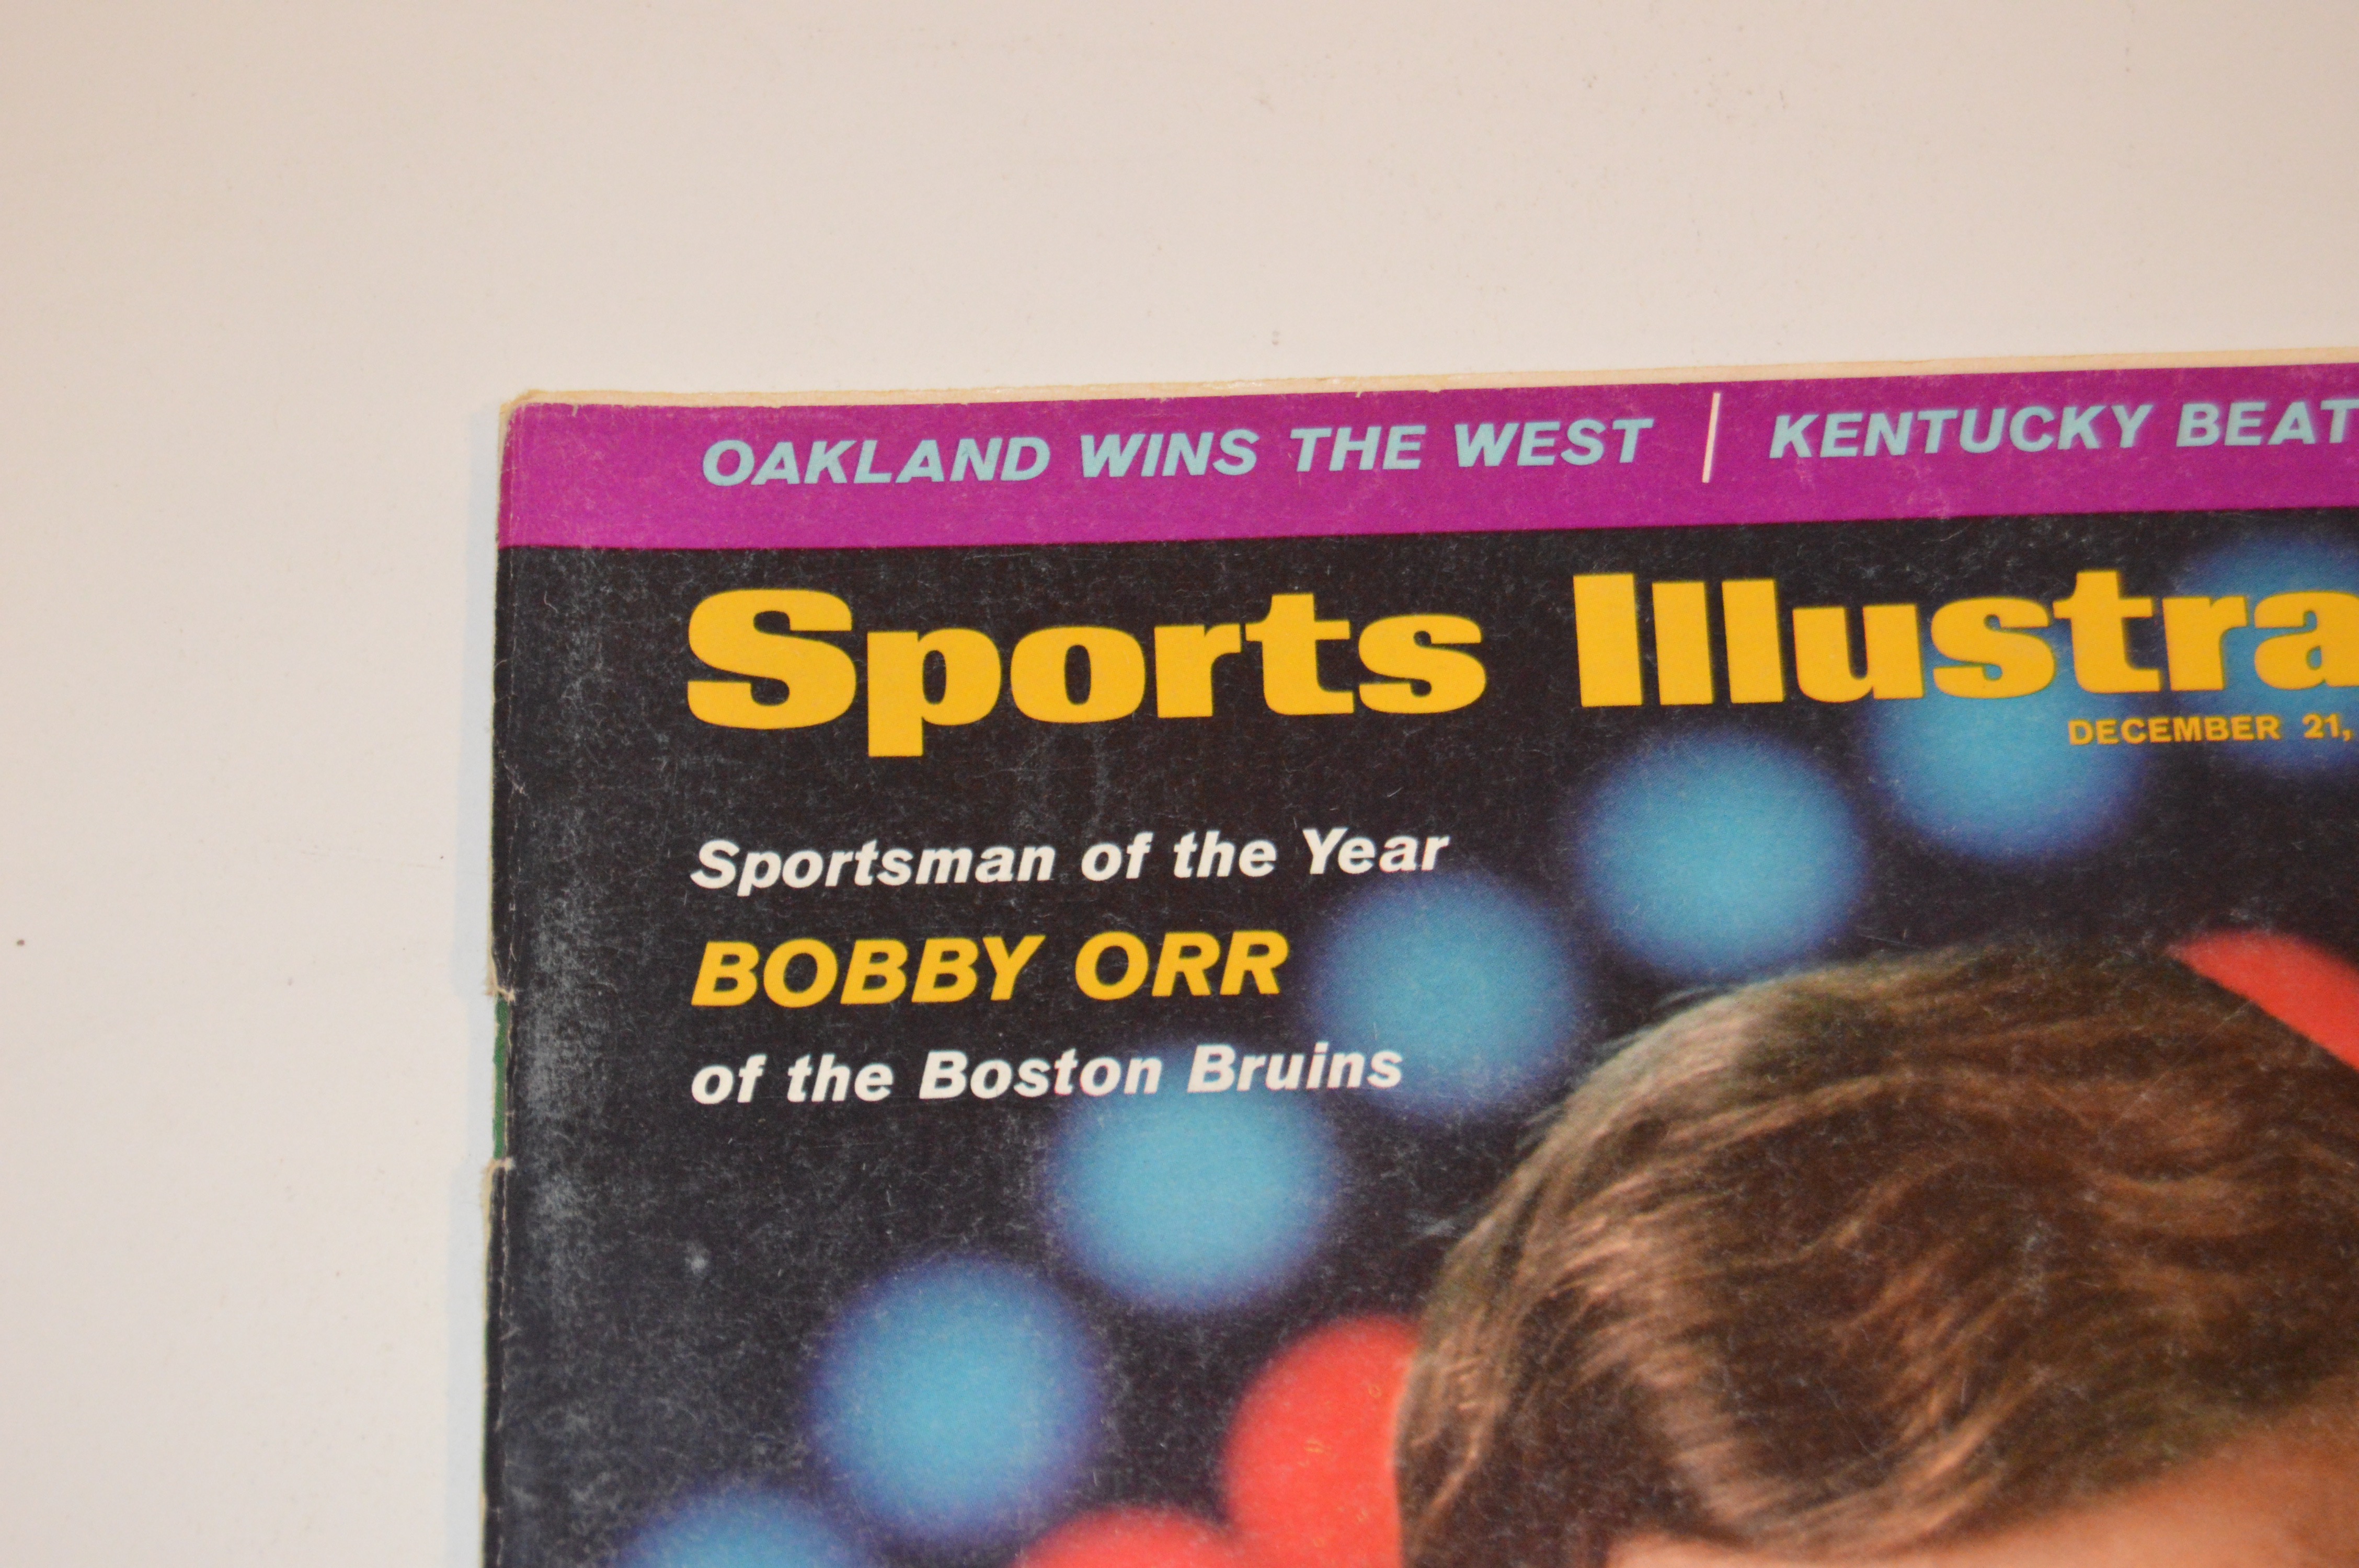 OAKLAND WINS THE WEST | KENTUCKY BEAT
Sports Illustra
DECEMBER 21,
Sportsman of the Year
BOBBY ORR
of the Boston Bruins